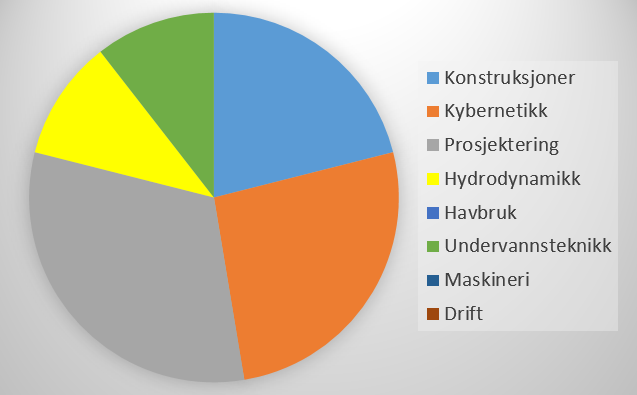 Konstruksjoner
Kybernetikk
Prosjektering
Hydrodynamikk
Havbruk
Undervannsteknikk
Maskineri
Drift